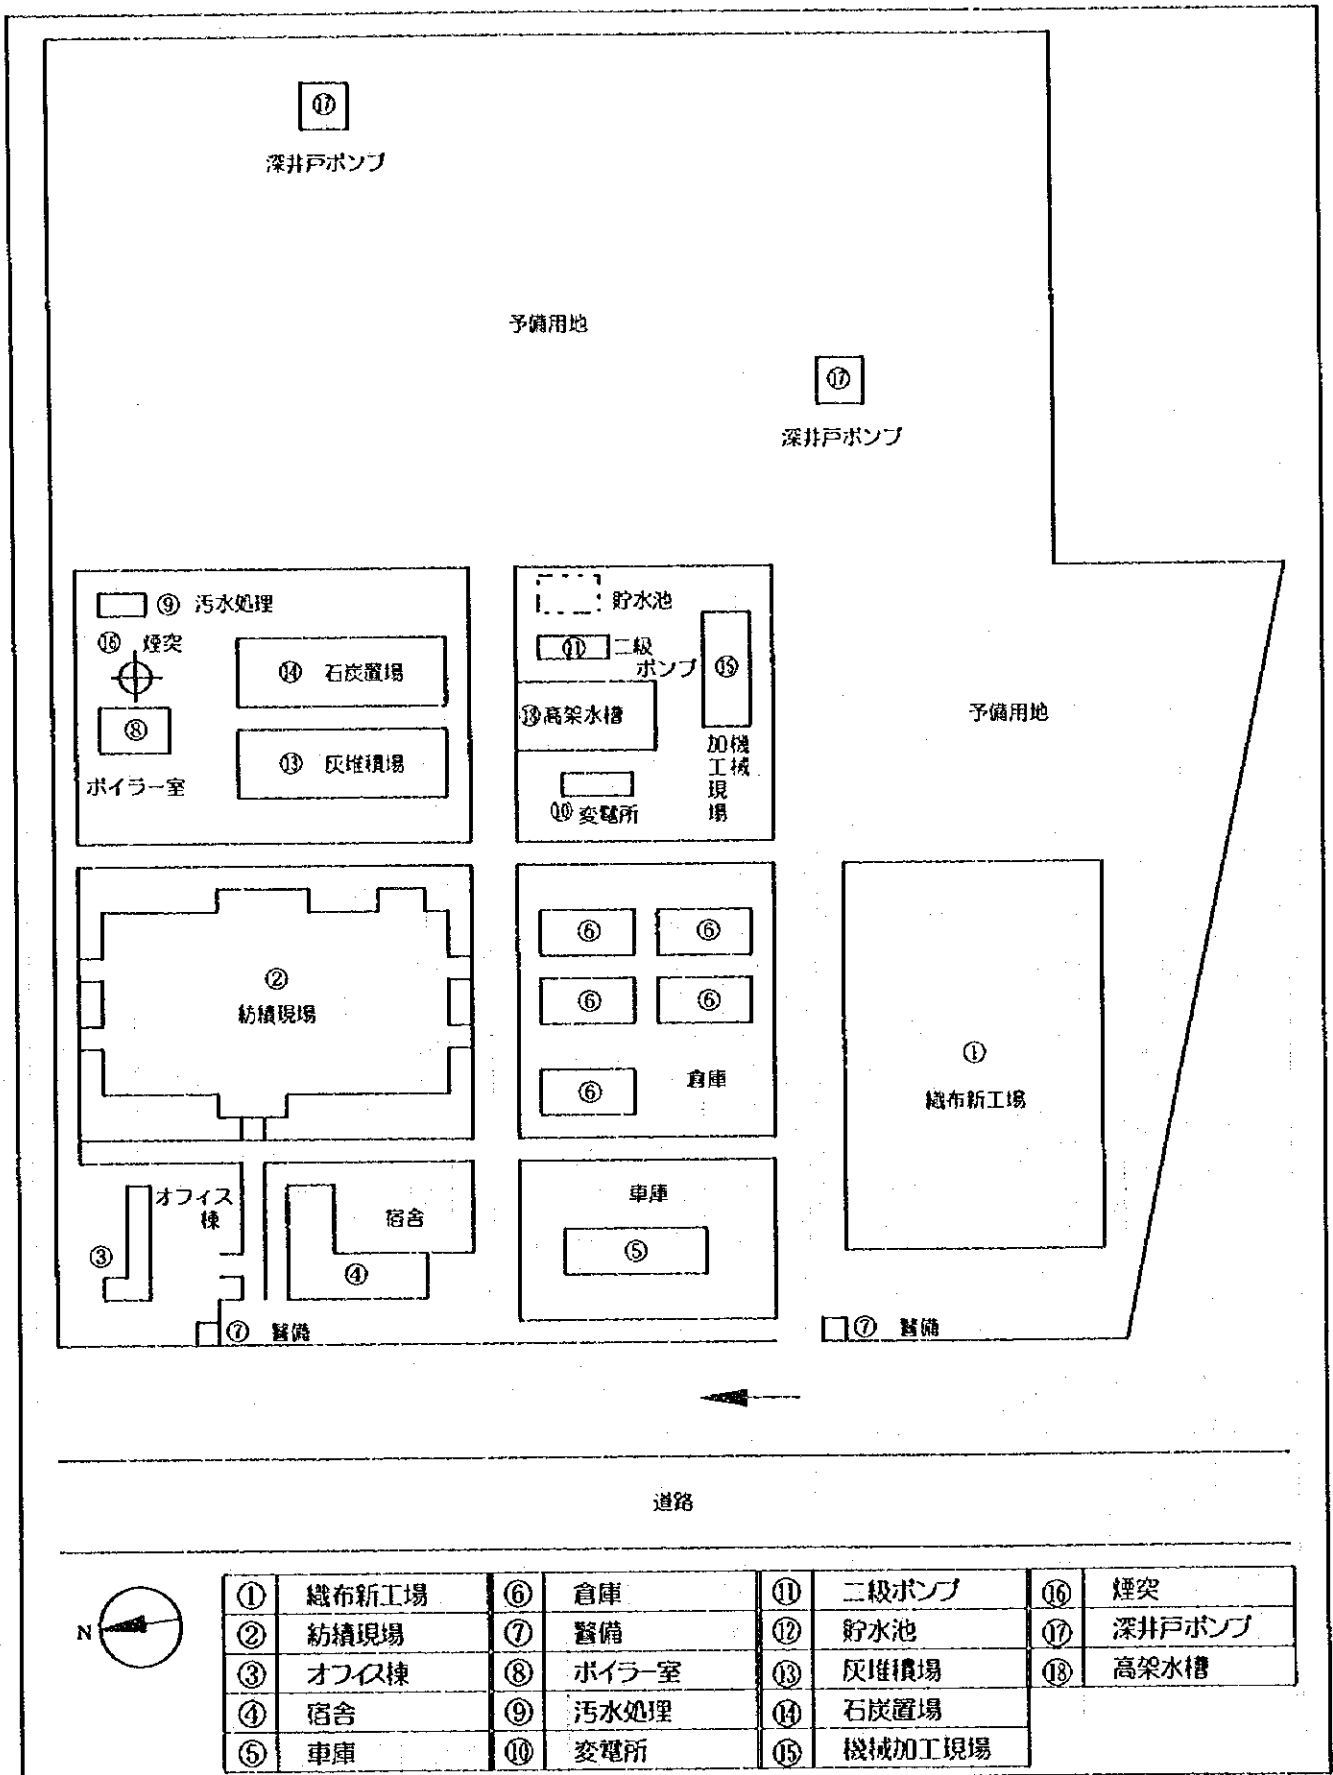 ⑰
深井戸ポンプ
予備用地
⑰
深井戸ポンプ
⑨ 汚水処理
⑯ 煙突
⑭ 石炭置場
⑧
⑬ 灰堆積場
ボイラー室
貯水池
⑪ 二級
ポンプ
⑮
⑱高架水槽
機械
加工
現場
⑩ 変電所
予備用地
②
紡績現場
⑥ ⑥
⑥ ⑥
⑥ 倉庫
①
織布新工場
オフィス
棟
③
宿舎
④
車庫
⑤
⑦ 警備
⑦ 警備
道路
N
① 織布新工場 ⑥ 倉庫 ⑪ 二級ポンプ ⑯ 煙突
② 紡績現場 ⑦ 警備 ⑫ 貯水池 ⑰ 深井戸ポンプ
③ オフィス棟 ⑧ ボイラー室 ⑬ 灰堆積場 ⑱ 高架水槽
④ 宿舎 ⑨ 汚水処理 ⑭ 石炭置場
⑤ 車庫 ⑩ 変電所 ⑮ 機械加工現場